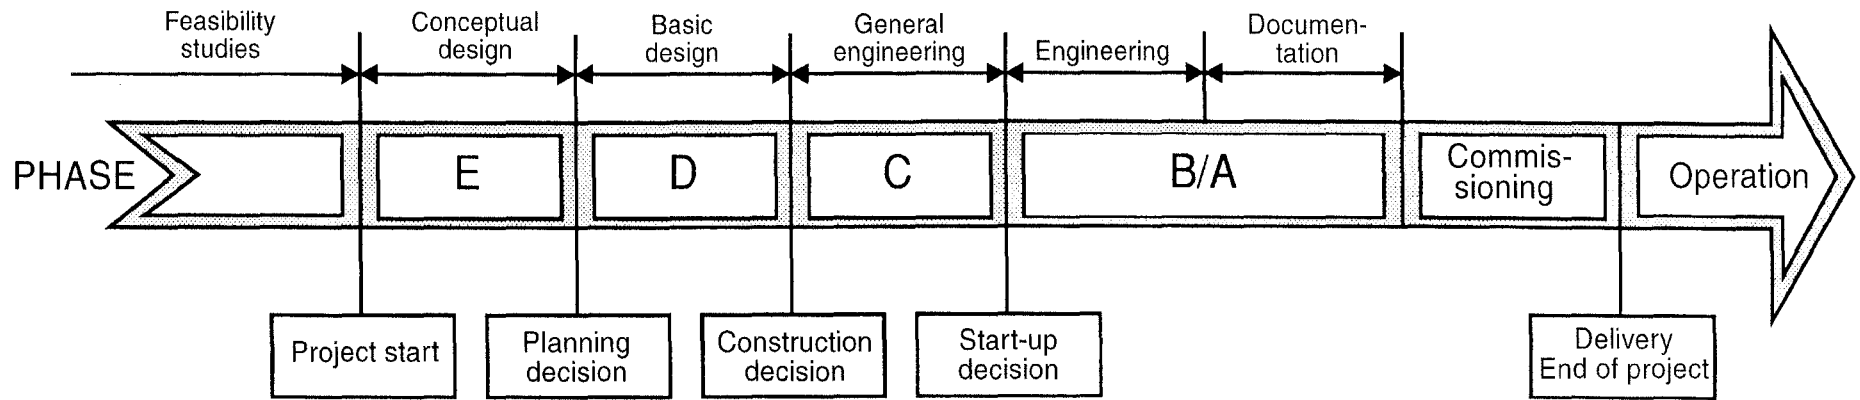 Feasibility
studies
Conceptual
design
Basic
design
General
engineering
Engineering
Documen-
tation
PHASE
E
D
C
B/A
Commis-
sioning
Operation
Project start
Planning
decision
Construction
decision
Start-up
decision
Delivery
End of project